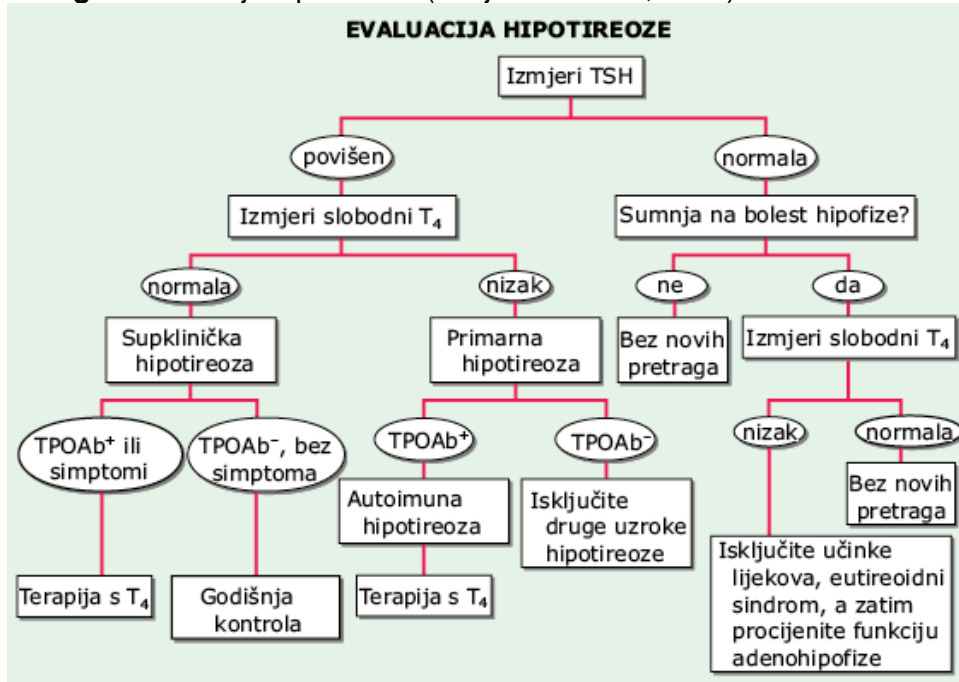 EVALUACIJA HIPOTIREOZE
Izmjeri TSH
povišen
normala
Izmjeri slobodni T₄
Sumnja na bolest hipofize?
normala
nizak
ne
da
Supklinička
hipotireoza
Primarna
hipotireoza
Bez novih
pretraga
Izmjeri slobodni T₄
TPOAb⁺ ili
simptomi
TPOAb⁻, bez
simptoma
TPOAb⁺
TPOAb⁻
nizak
normala
Autoimuna
hipotireoza
Isključite
druge uzroke
hipotireoze
Bez novih
pretraga
Terapija s T₄
Godišnja
kontrola
Terapija s T₄
Isključite učinke
lijekova, eutireoidni
sindrom, a zatim
procijenite funkciju
adenohipofize